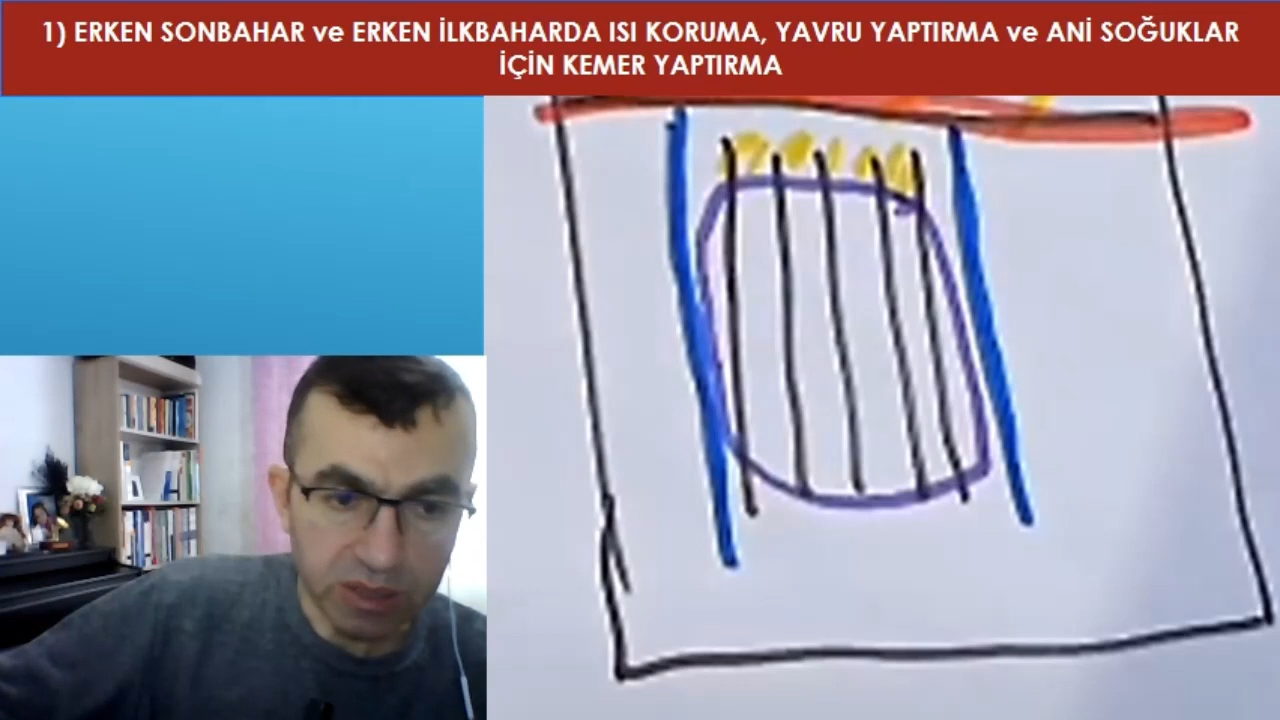 1) ERKEN SONBAHAR ve ERKEN İLKBAHARDA ISI KORUMA, YAVRU YAPTIRMA ve ANİ SOĞUKLAR
İÇİN KEMER YAPTIRMA